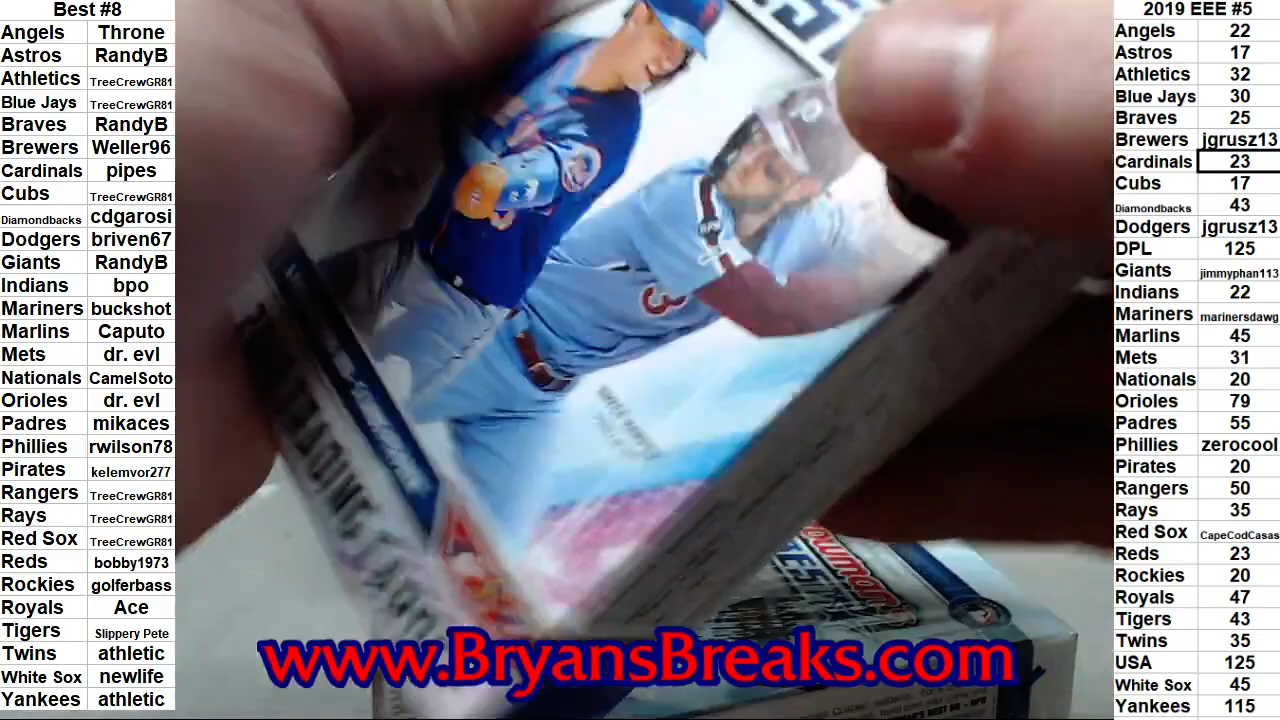 Best #8
Angels Throne
Astros RandyB
Athletics TreeCrewGR81
Blue Jays TreeCrewGR81
Braves RandyB
Brewers Weller96
Cardinals pipes
Cubs TreeCrewGR81
Diamondbacks cdgarosi
Dodgers briven67
Giants RandyB
Indians bpo
Mariners buckshot
Marlins Caputo
Mets dr. evl
Nationals CamelSoto
Orioles dr. evl
Padres mikaces
Phillies rwilson78
Pirates kelemvor277
Rangers TreeCrewGR81
Rays TreeCrewGR81
Red Sox TreeCrewGR81
Reds bobby1973
Rockies golferbass
Royals Ace
Tigers Slippery Pete
Twins athletic
White Sox newlife
Yankees athletic
3
Bowman's
BEST
www.BryansBreaks.com
2019 EEE #5
Angels 22
Astros 17
Athletics 32
Blue Jays 30
Braves 25
Brewers jgrusz13
Cardinals 23
Cubs 17
Diamondbacks 43
Dodgers jgrusz13
DPL 125
Giants jimmyphan113
Indians 22
Mariners marinersdawg
Marlins 45
Mets 31
Nationals 20
Orioles 79
Padres 55
Phillies zerocool
Pirates 20
Rangers 50
Rays 35
Red Sox CapeCodCasas
Reds 23
Rockies 20
Royals 47
Tigers 43
Twins 35
USA 125
White Sox 45
Yankees 115